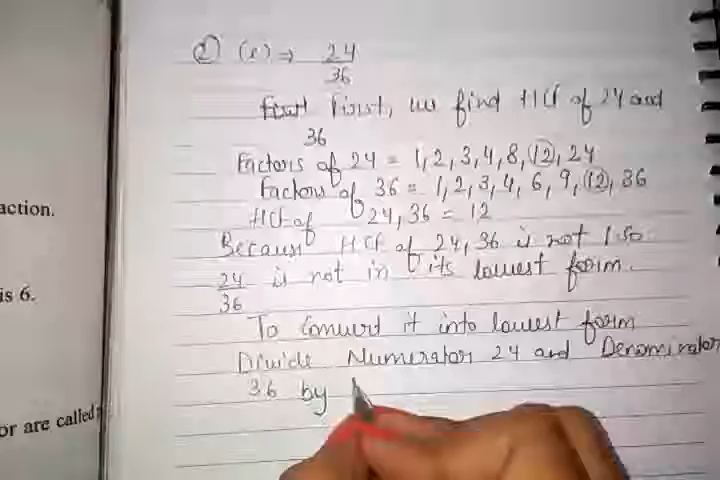 2) (e) → 24/36
First, we find HCF of 24 and
36
Factors of 24 = 1, 2, 3, 4, 8, 12, 24
Factors of 36 = 1, 2, 3, 4, 6, 9, 12, 36
HCF of 24, 36 = 12
Because HCF of 24, 36 is not 1 so
24/36 is not in its lowest form.
To convert it into lowest form
Divide Numerator 24 and Denominator
36 by
action.
is 6.
or are called